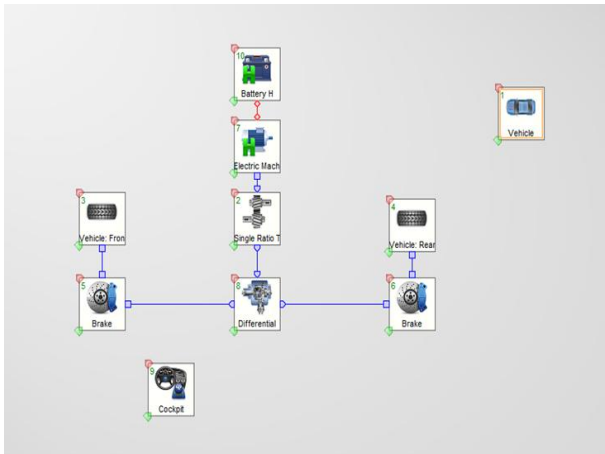 10
Battery H
1
Vehicle
7
Electric Mach
3
Vehicle: Fron
2
Single Ratio T
4
Vehicle: Rear
5
Brake
8
Differential
6
Brake
9
Cockpit